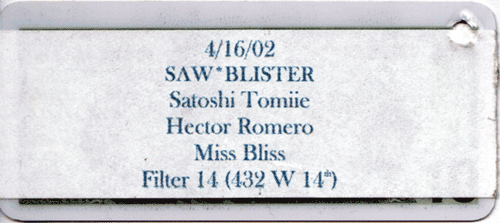 4/16/02
SAW*BLISTER
Satoshi Tomiie
Hector Romero
Miss Bliss
Filter 14 (432 W 14th)